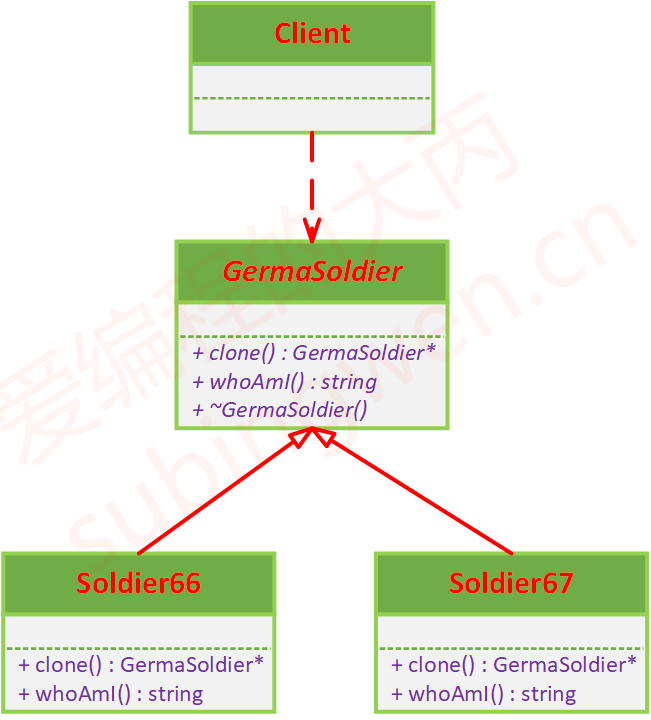 Client
GermaSoldier
+ clone() : GermaSoldier*
+ whoAmI() : string
+ ~GermaSoldier()
Soldier66
+ clone() : GermaSoldier*
+ whoAmI() : string
Soldier67
+ clone() : GermaSoldier*
+ whoAmI() : string
爱编程的大丙
subingwen.cn